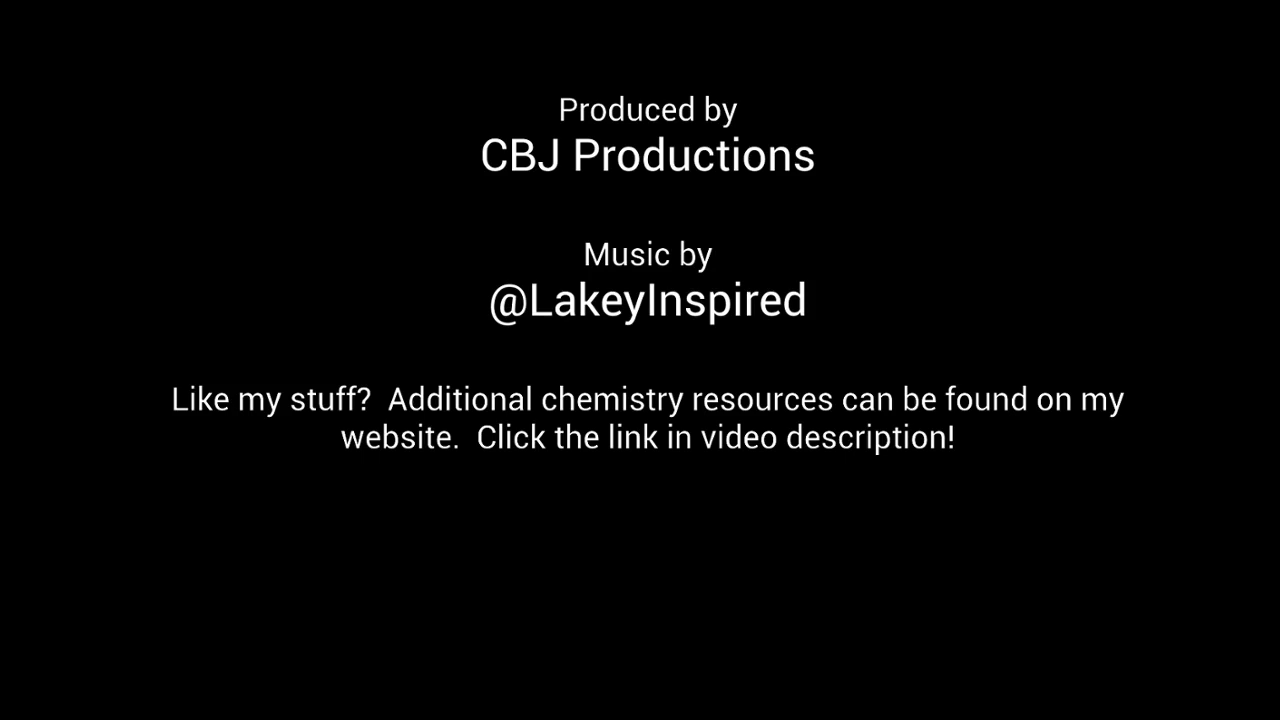 Produced by
CBJ Productions
Music by
@LakeyInspired
Like my stuff?  Additional chemistry resources can be found on my
website.  Click the link in video description!